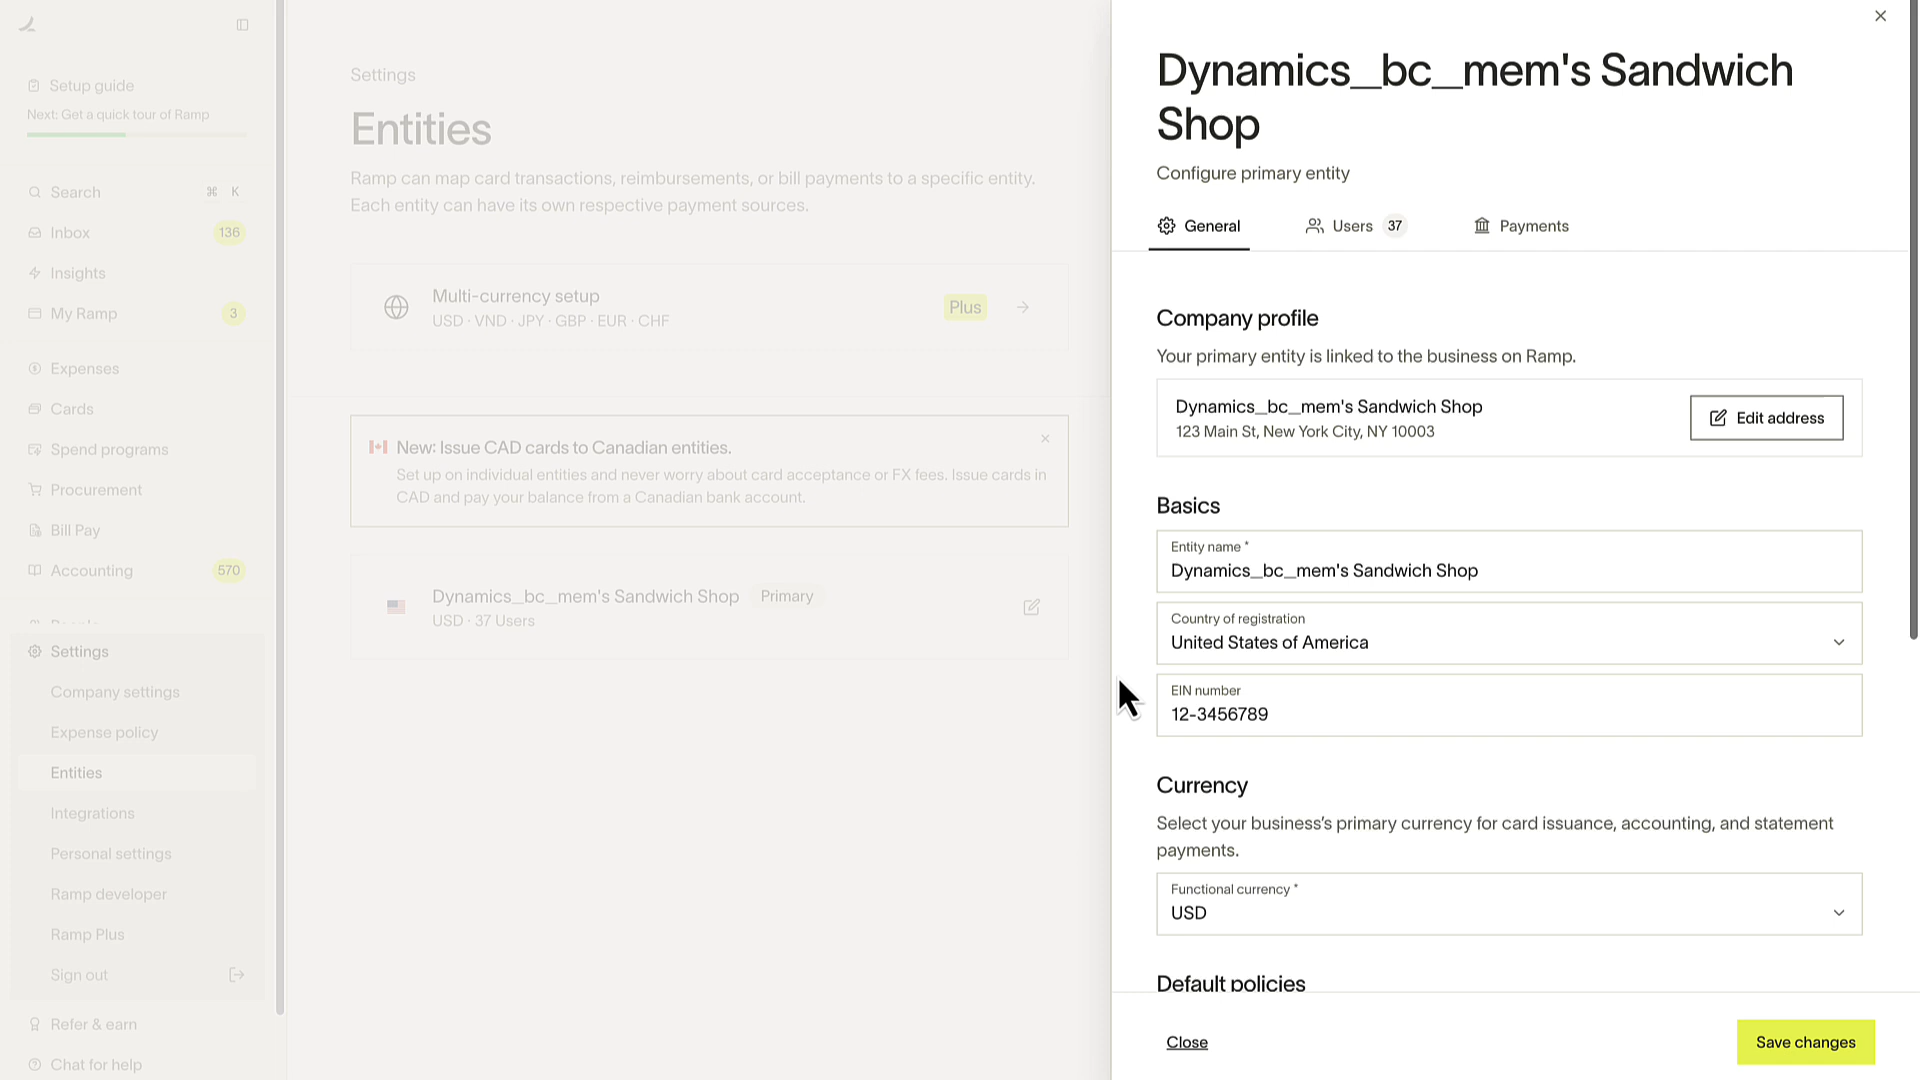 Setup guide
Next: Get a quick tour of Ramp
Search ⌘ K
Inbox 136
Insights
My Ramp 3
Expenses
Cards
Spend programs
Procurement
Bill Pay
Accounting 570
People
Settings
Company settings
Expense policy
Entities
Integrations
Personal settings
Ramp developer
Ramp Plus
Sign out
Refer & earn
Chat for help
Settings
Entities
Ramp can map card transactions, reimbursements, or bill payments to a specific entity.
Each entity can have its own respective payment sources.
Multi-currency setup
USD · VND · JPY · GBP · EUR · CHF
Plus
New: Issue CAD cards to Canadian entities.
Set up on individual entities and never worry about card acceptance or FX fees. Issue cards in
CAD and pay your balance from a Canadian bank account.
Dynamics_bc_mem's Sandwich Shop Primary
USD · 37 Users
Dynamics_bc_mem's Sandwich
Shop
Configure primary entity
General Users 37 Payments
Company profile
Your primary entity is linked to the business on Ramp.
Dynamics_bc_mem's Sandwich Shop
123 Main St, New York City, NY 10003
Edit address
Basics
Entity name *
Dynamics_bc_mem's Sandwich Shop
Country of registration
United States of America
EIN number
12-3456789
Currency
Select your business's primary currency for card issuance, accounting, and statement
payments.
Functional currency *
USD
Default policies
Close
Save changes